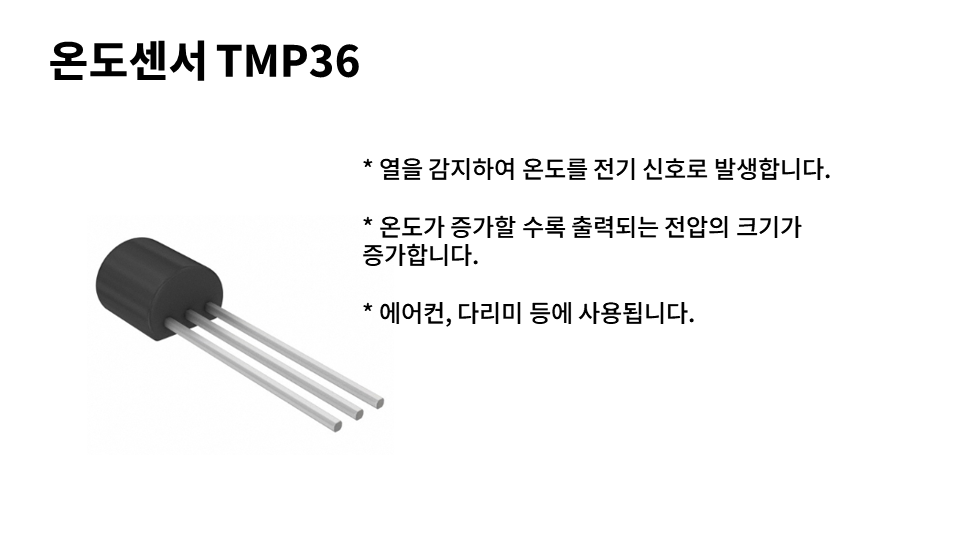 온도센서 TMP36
* 열을 감지하여 온도를 전기 신호로 발생합니다.
* 온도가 증가할 수록 출력되는 전압의 크기가
증가합니다.
* 에어컨, 다리미 등에 사용됩니다.